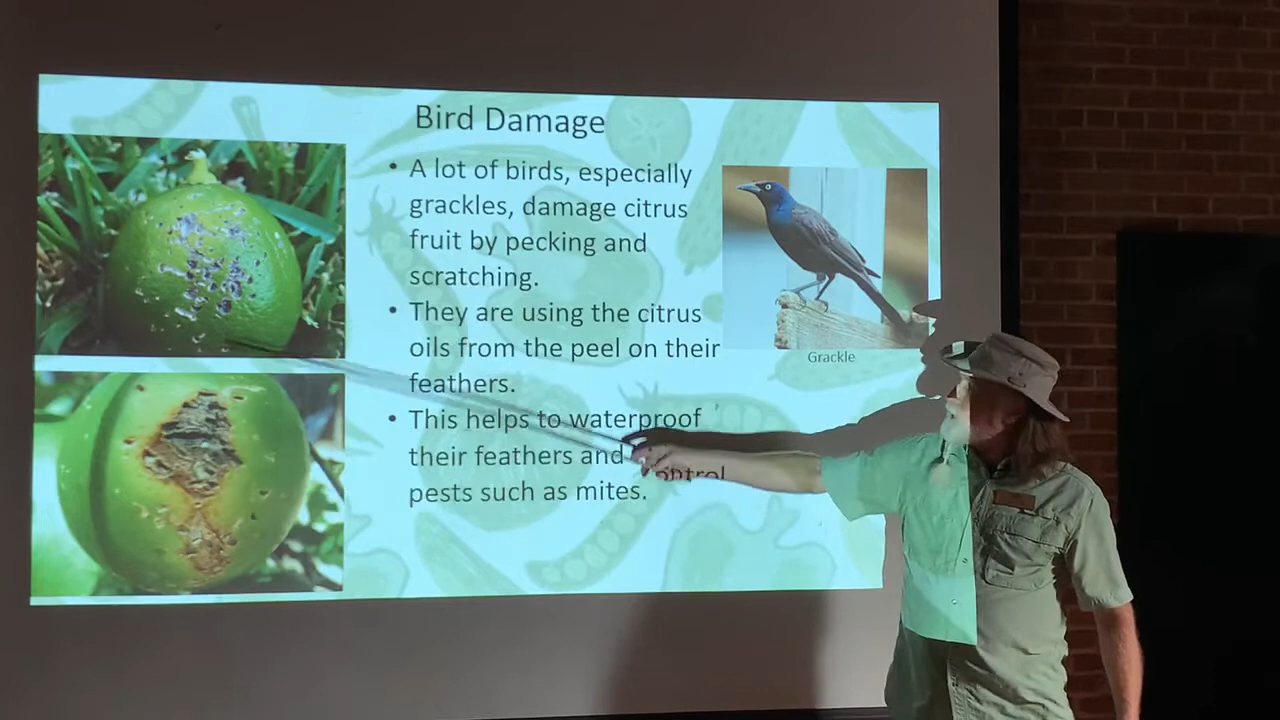 Bird Damage
• A lot of birds, especially
grackles, damage citrus
fruit by pecking and
scratching.
• They are using the citrus
oils from the peel on their
feathers.
• This helps to waterproof
their feathers and control
pests such as mites.
Grackle